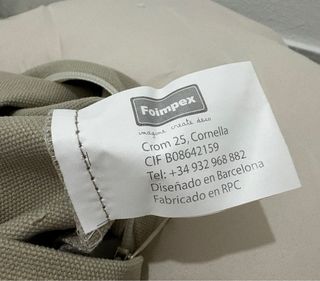 Foimpex
imagine create deco
Crom 25, Cornella
CIF B08642159
Tel: +34 932 968 882
Diseñado en Barcelona
Fabricado en RPC